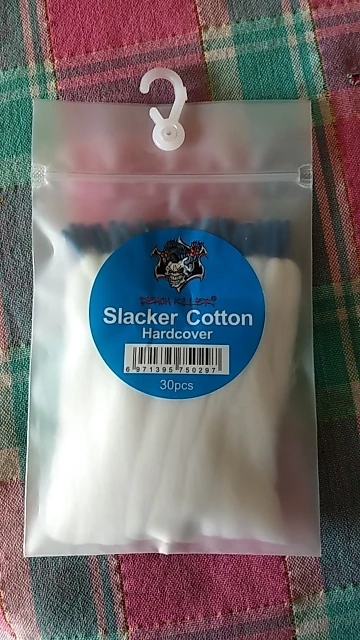 DEMON KILLER®
Slacker Cotton
Hardcover
6 971395 750297
30pcs